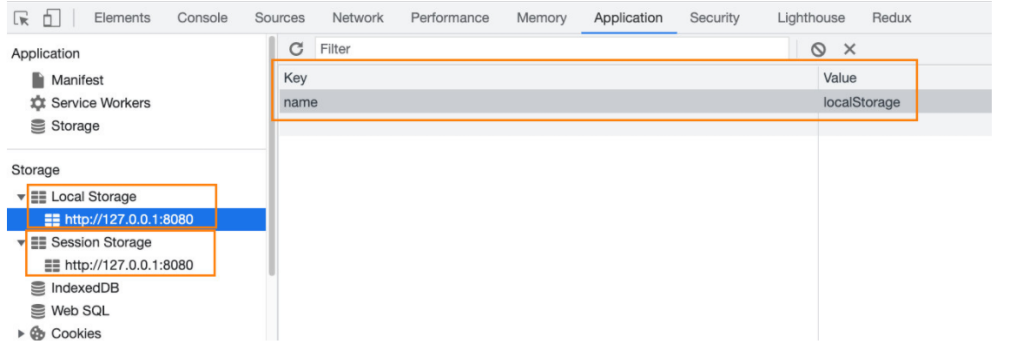 Elements Console Sources Network Performance Memory Application Security Lighthouse Redux
Application
Manifest
Service Workers
Storage
Storage
Local Storage
http://127.0.0.1:8080
Session Storage
http://127.0.0.1:8080
IndexedDB
Web SQL
Cookies
Filter
Key Value
name localStorage